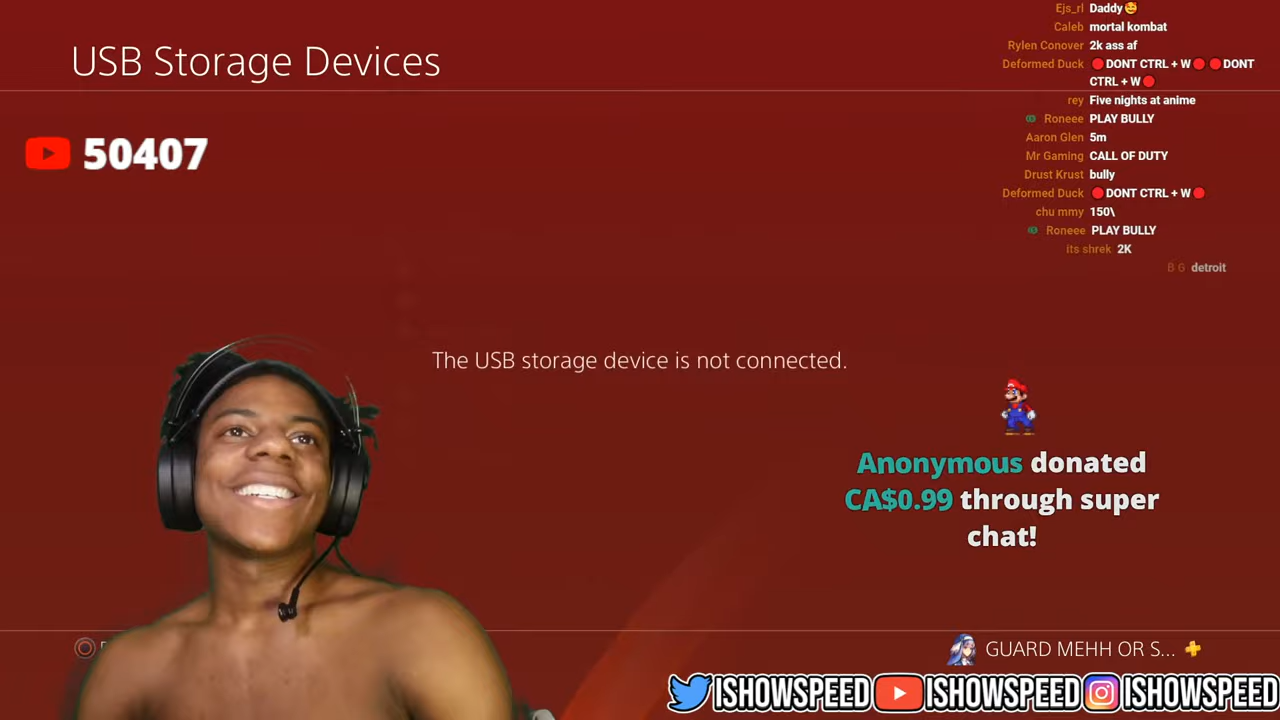 USB Storage Devices
50407
Ejs_rl Daddy🥰
Caleb mortal kombat
Rylen Conover 2k ass af
Deformed Duck 🔴DONT CTRL + W🔴 🔴DONT
CTRL + W🔴
rey Five nights at anime
Roneee PLAY BULLY
Aaron Glen 5m
Mr Gaming CALL OF DUTY
Drust Krust bully
Deformed Duck 🔴DONT CTRL + W🔴
chu mmy 150\
Roneee PLAY BULLY
its shrek 2K
B G detroit
The USB storage device is not connected.
Anonymous donated
CA$0.99 through super
chat!
GUARD MEHH OR S...
ISHOWSPEED ISHOWSPEED ISHOWSPEED